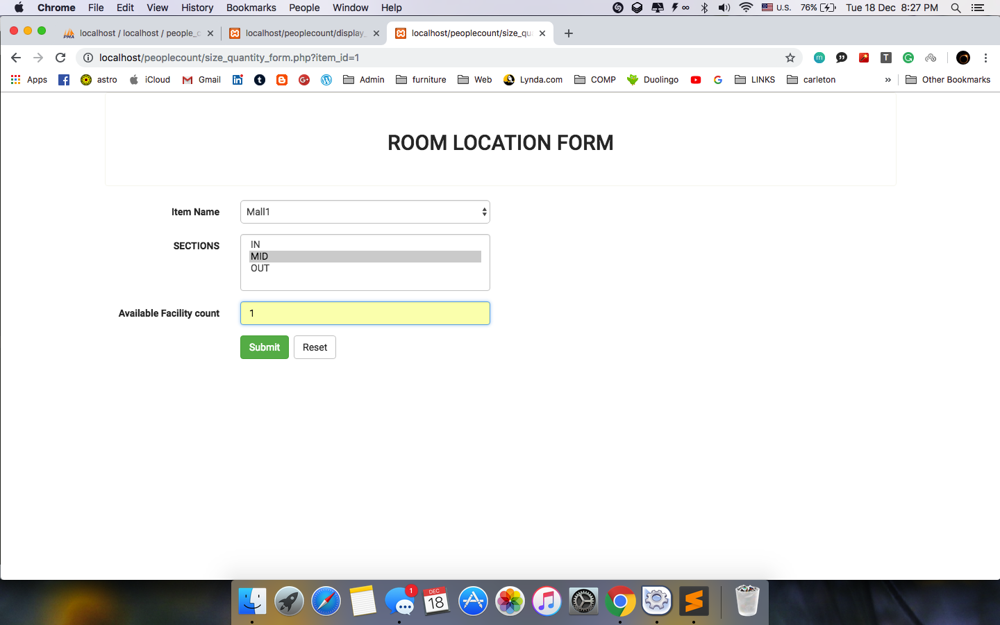 Chrome File Edit View History Bookmarks People Window Help U.S. 76% Tue 18 Dec 8:27 PM
PMA localhost / localhost / people_c localhost/peoplecount/display_ localhost/peoplecount/size_qu
localhost/peoplecount/size_quantity_form.php?item_id=1
Apps astro iCloud Gmail Admin furniture Web Lynda.com COMP Duolingo LINKS carleton » Other Bookmarks
ROOM LOCATION FORM
Item Name Mall1
SECTIONS IN
MID
OUT
Available Facility count 1
Submit Reset
1
DEC
18